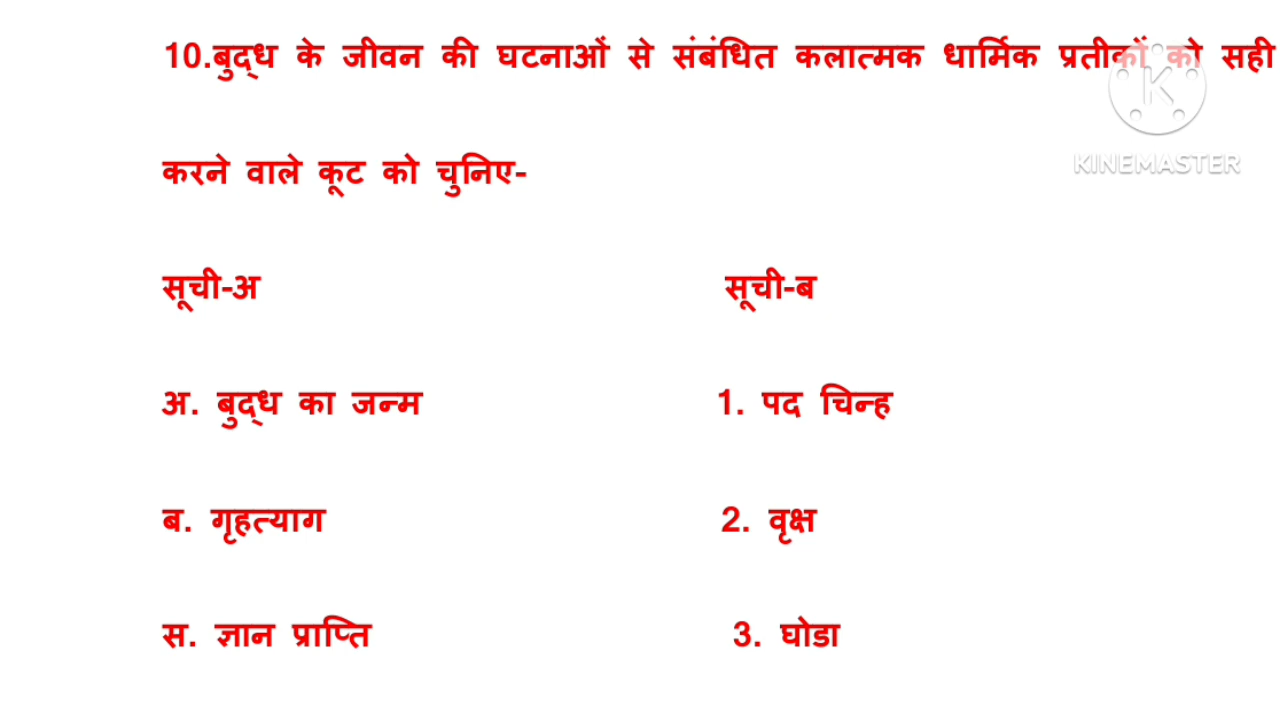 10.बुद्ध के जीवन की घटनाओं से संबंधित कलात्मक धार्मिक प्रतीकों को सही
KINEMASTER
करने वाले कूट को चुनिए-
सूची-अ सूची-ब
अ. बुद्ध का जन्म 1. पद चिन्ह
ब. गृहत्याग 2. वृक्ष
स. ज्ञान प्राप्ति 3. घोडा